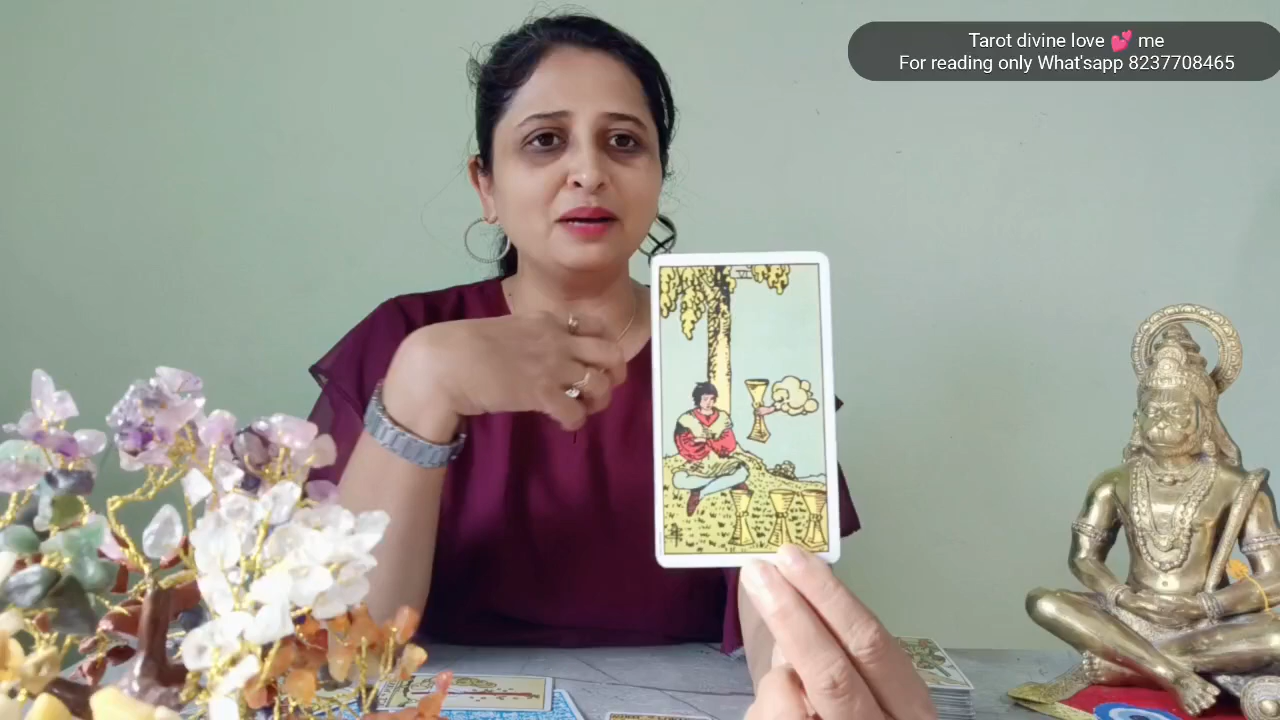 Tarot divine love 💕 me
For reading only What'sapp 8237708465